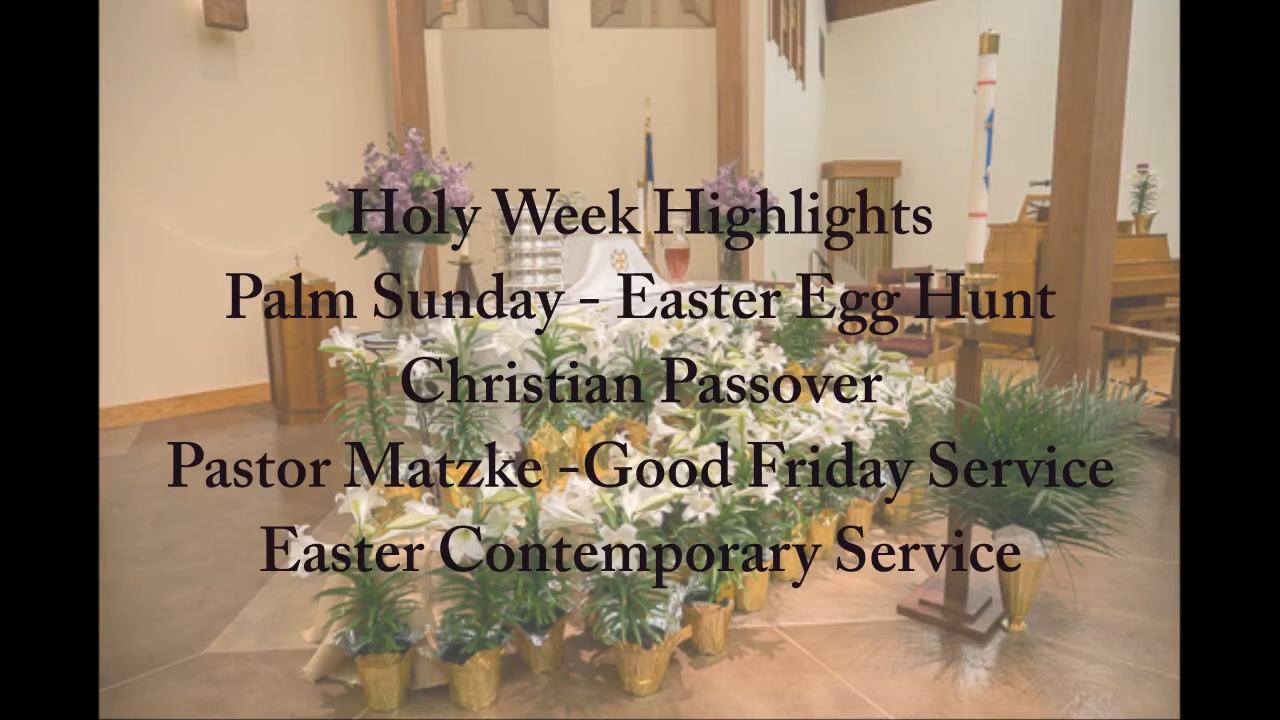 Holy Week Highlights
Palm Sunday - Easter Egg Hunt
Christian Passover
Pastor Matzke -Good Friday Service
Easter Contemporary Service